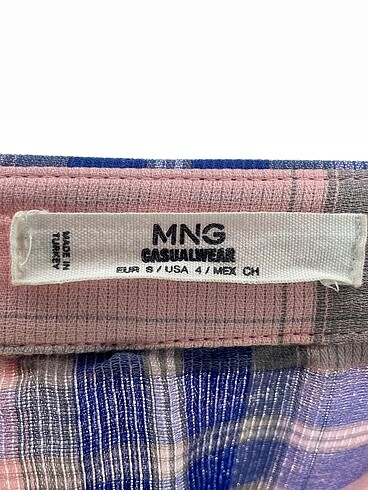 MADE IN
TURKEY
MNG
CASUALWEAR
EUR S / USA 4 / MEX CH